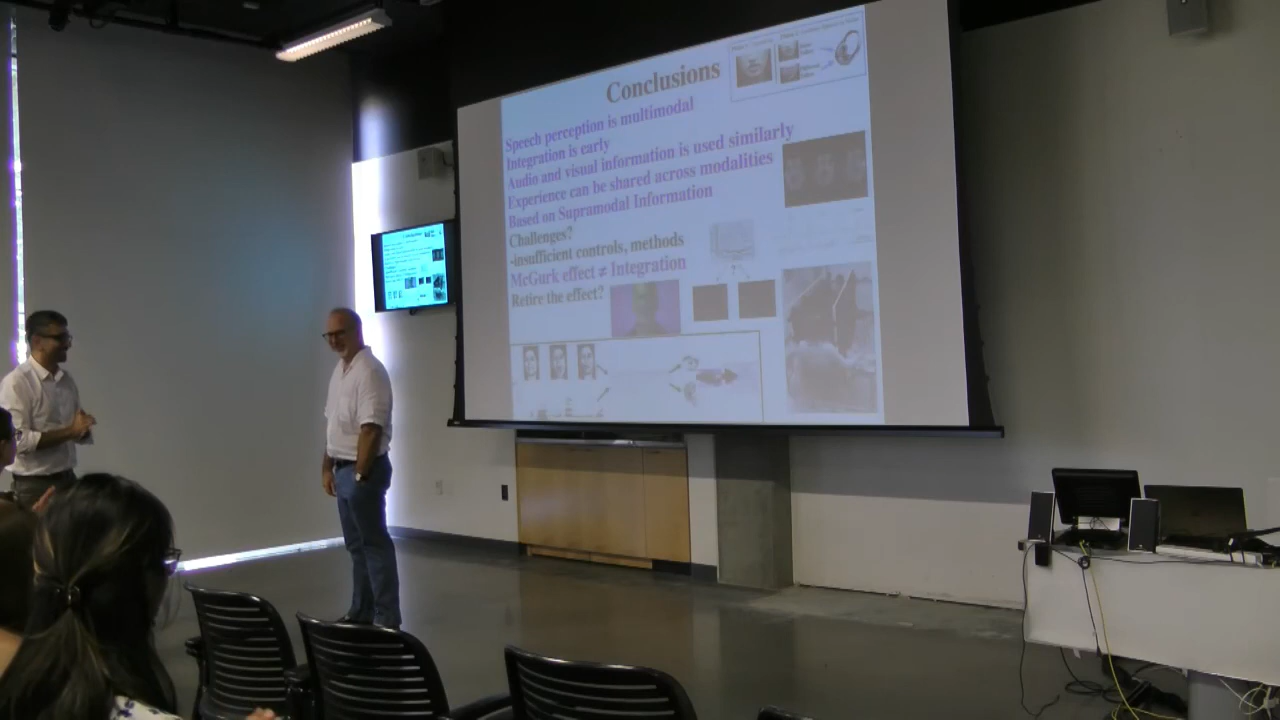 Conclusions
Speech perception is multimodal
Integration is early
Audio and visual information is used similarly
Experience can be shared across modalities
Based on Supramodal Information
Challenges?
-insufficient controls, methods
McGurk effect ≠ Integration
Retire the effect?